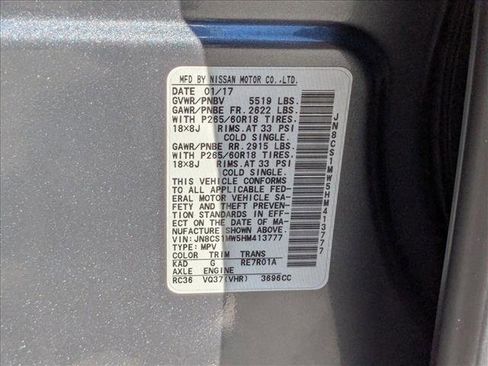 MFD BY NISSAN MOTOR CO.,LTD.
DATE 01/17
GVWR/PNBV 5519 LBS.
GAWR/PNBE FR. 2622 LBS.
WITH P265/60R18 TIRES.
18X8J RIMS.AT 33 PSI
COLD SINGLE.
GAWR/PNBE RR. 2915 LBS.
WITH P265/60R18 TIRES.
18X8J RIMS.AT 33 PSI
COLD SINGLE.
THIS VEHICLE CONFORMS
TO ALL APPLICABLE FED-
ERAL MOTOR VEHICLE SA-
FETY AND THEFT PREVEN-
TION STANDARDS IN EFF-
ECT ON THE DATE OF MA-
NUFACTURE SHOWN ABOVE.
VIN: JN8CS1MW5HM413777
TYPE: MPV
COLOR TRIM TRANS
KAD G RE7R01A
AXLE ENGINE
RC36 VQ37(VHR) 3696CC
JN8CS1MW5HM413777